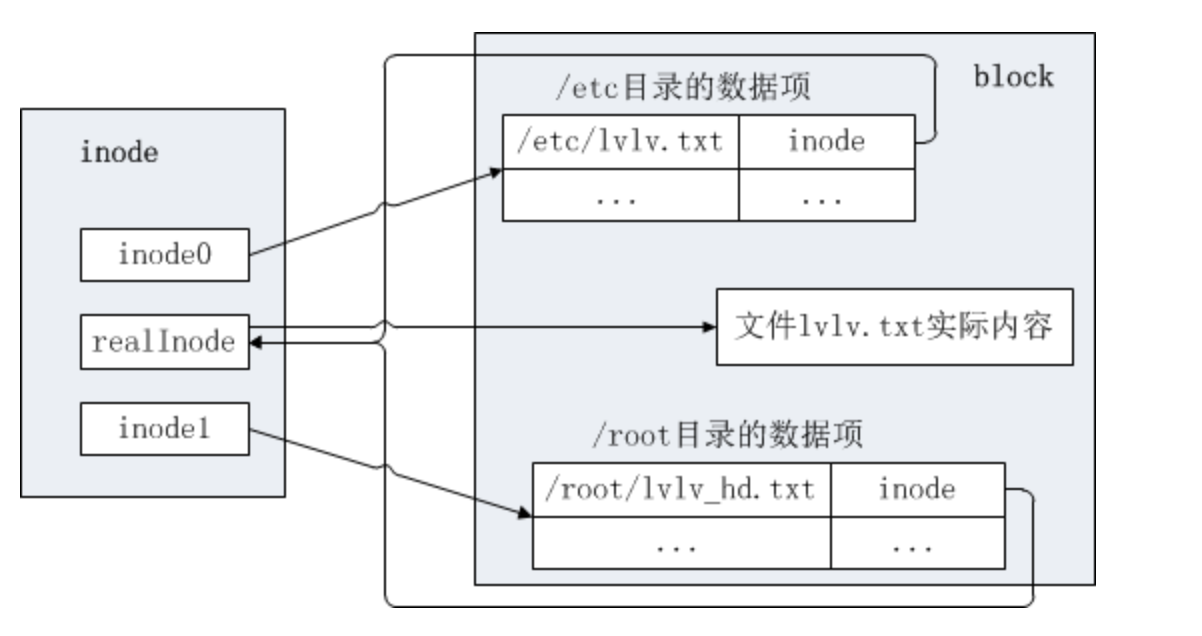 inode
inode0
realInode
inode1
block
/etc目录的数据项
/etc/lvlv.txt inode
... ...
文件lvlv.txt实际内容
/root目录的数据项
/root/lvlv_hd.txt inode
... ...